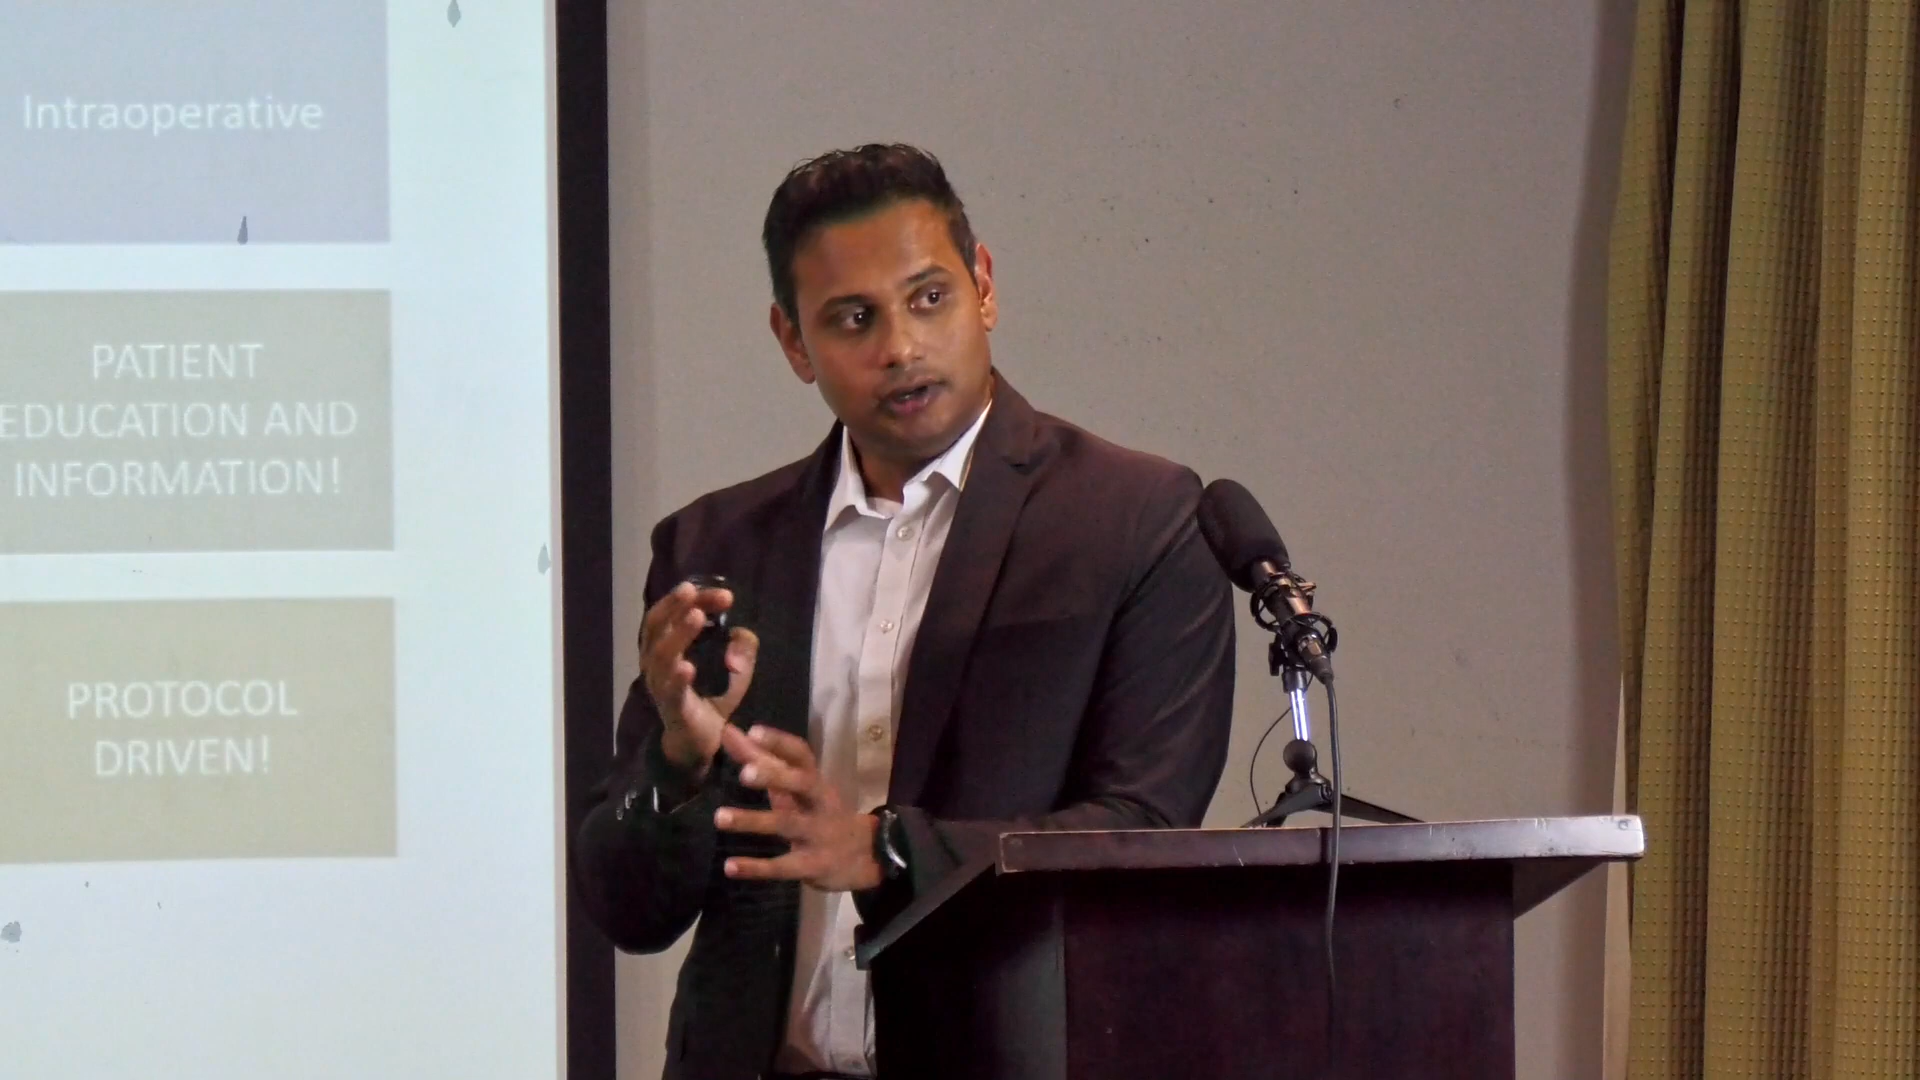 Intraoperative
PATIENT
EDUCATION AND
INFORMATION!
PROTOCOL
DRIVEN!